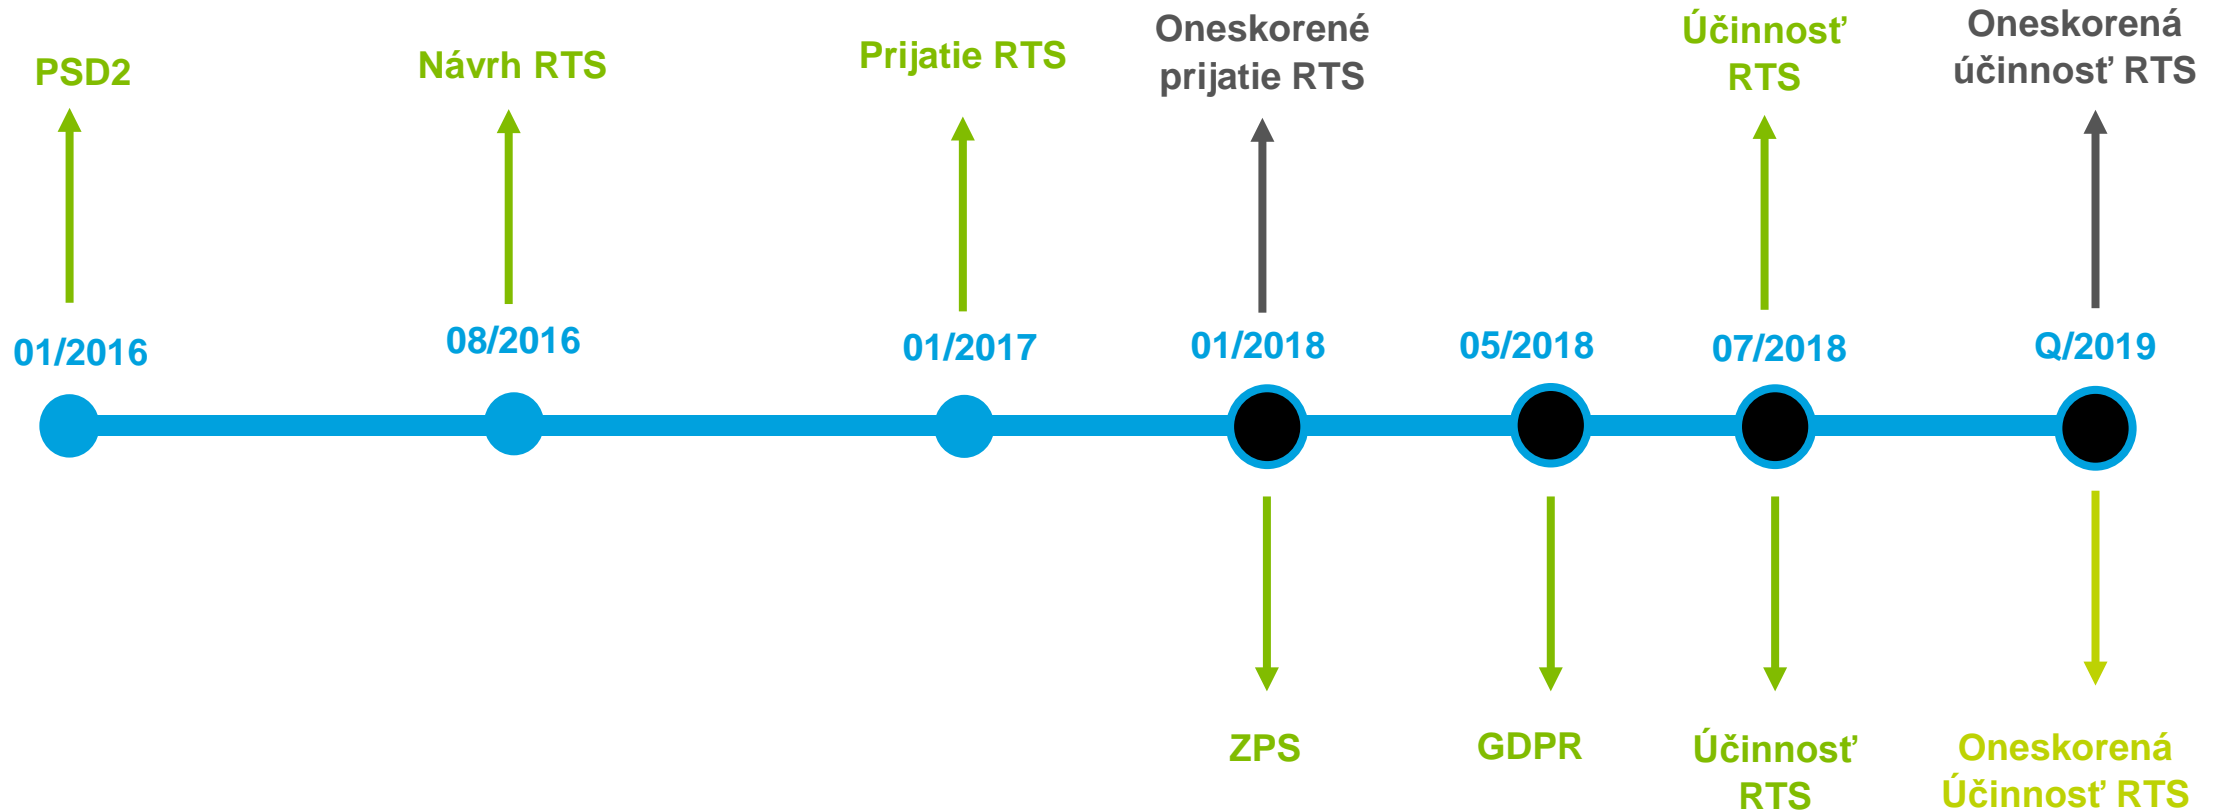 PSD2
Návrh RTS
Prijatie RTS
Oneskorené
prijatie RTS
Účinnosť
RTS
Oneskorená
účinnosť RTS
01/2016
08/2016
01/2017
01/2018
05/2018
07/2018
Q/2019
ZPS
GDPR
Účinnosť
RTS
Oneskorená
Účinnosť RTS